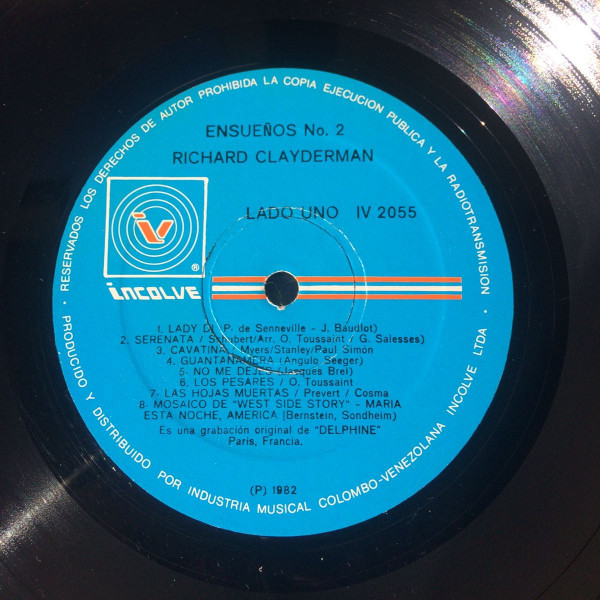 RESERVADOS LOS DERECHOS DE AUTOR PROHIBIDA LA COPIA EJECUCION PUBLICA Y LA RADIOTRANSMISION ·
ENSUEÑOS No. 2
RICHARD CLAYDERMAN
LADO UNO IV 2055
iv
®
incolve
1. LADY DI (P. de Senneville - J. Baudlot)
2. SERENATA / Schubert/Arr. O. Toussaint / G. Salesses)
3. CAVATINA / Myers/Stanley/Paul Simón
4. GUANTANAMERA (Angulo Seeger)
5- NO ME DEJES (Jacques Brel)
6. LOS PESARES / O. Toussaint
7- LAS HOJAS MUERTAS / Prevert / Cosma
8- MOSAICO DE "WEST SIDE STORY" - MARIA
ESTA NOCHE, AMERICA (Bernstein, Sondheim)
Es una grabación original de "DELPHINE"
Paris, Francia.
(P) 1982
· PRODUCIDO Y DISTRIBUIDO POR INDUSTRIA MUSICAL COLOMBO-VENEZOLANA INCOLVE LTDA ·